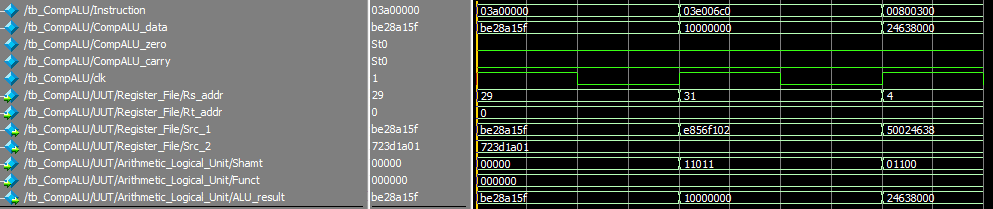 /tb_CompALU/Instruction 03a00000 03a00000 03e006c0 00800300
/tb_CompALU/CompALU_data be28a15f be28a15f 10000000 24638000
/tb_CompALU/CompALU_zero St0
/tb_CompALU/CompALU_carry St0
/tb_CompALU/clk 1
/tb_CompALU/UUT/Register_File/Rs_addr 29 29 31 4
/tb_CompALU/UUT/Register_File/Rt_addr 0 0
/tb_CompALU/UUT/Register_File/Src_1 be28a15f be28a15f e856f102 50024638
/tb_CompALU/UUT/Register_File/Src_2 723d1a01 723d1a01
/tb_CompALU/UUT/Arithmetic_Logical_Unit/Shamt 00000 00000 11011 01100
/tb_CompALU/UUT/Arithmetic_Logical_Unit/Funct 000000 000000
/tb_CompALU/UUT/Arithmetic_Logical_Unit/ALU_result be28a15f be28a15f 10000000 24638000